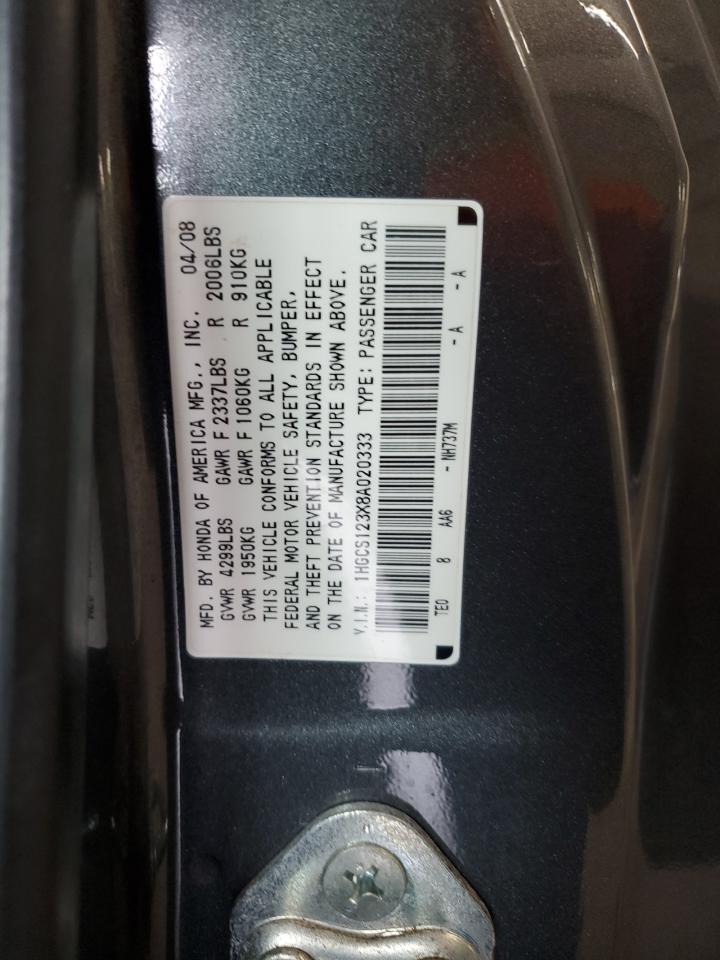 MFD. BY HONDA OF AMERICA MFG., INC. 04/08
GVWR 4299LBS GAWR F 2337LBS R 2006LBS
GVWR 1950KG GAWR F 1060KG R 910KG
THIS VEHICLE CONFORMS TO ALL APPLICABLE
FEDERAL MOTOR VEHICLE SAFETY, BUMPER,
AND THEFT PREVENTION STANDARDS IN EFFECT
ON THE DATE OF MANUFACTURE SHOWN ABOVE.
V.I.N.: 1HGCS123X8A020333 TYPE: PASSENGER CAR
TE0 8 AA6 - NH737M - A - A